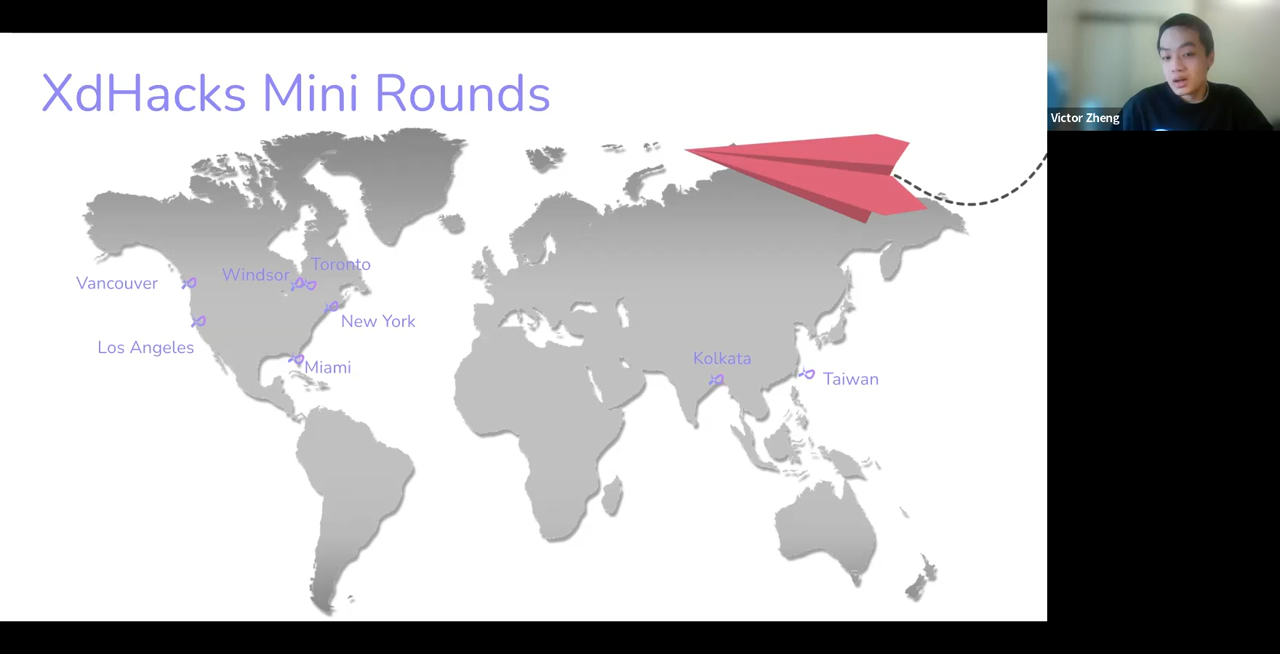 XdHacks Mini Rounds
Victor Zheng
Toronto
Windsor
Vancouver
New York
Los Angeles
Miami
Kolkata
Taiwan